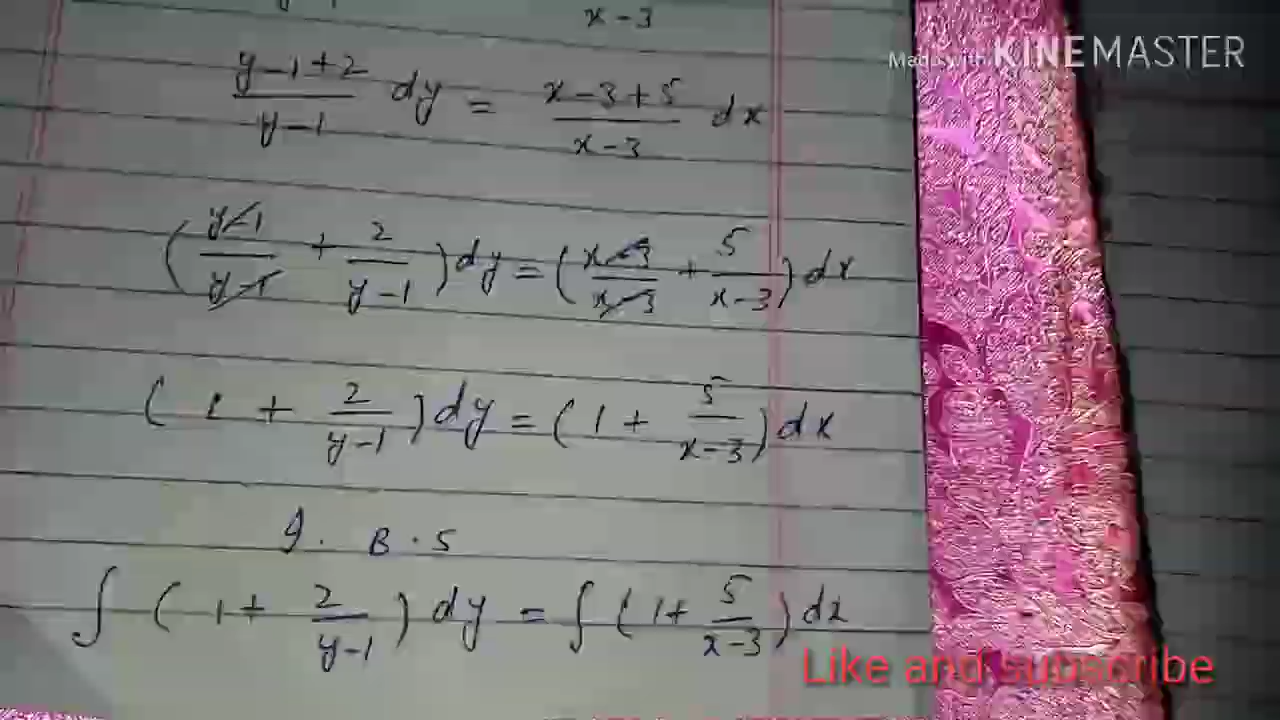 x-3
Made with KINEMASTER
y-1+2/y-1 dy = x-3+5/x-3 dx
(y-1/y-1 + 2/y-1) dy = (x-3/x-3 + 5/x-3) dx
(1 + 2/y-1) dy = (1 + 5/x-3) dx
I. B. S
∫ (1 + 2/y-1) dy = ∫ (1 + 5/x-3) dx
Like and subscribe